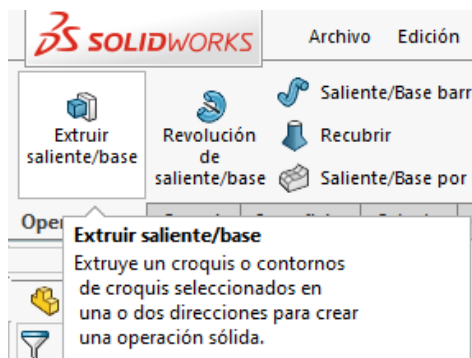 SOLIDWORKS
Archivo Edición
Extruir
saliente/base
Revolución
de
saliente/base
Saliente/Base barr
Recubrir
Saliente/Base por
Oper
Extruir saliente/base
Extruye un croquis o contornos
de croquis seleccionados en
una o dos direcciones para crear
una operación sólida.